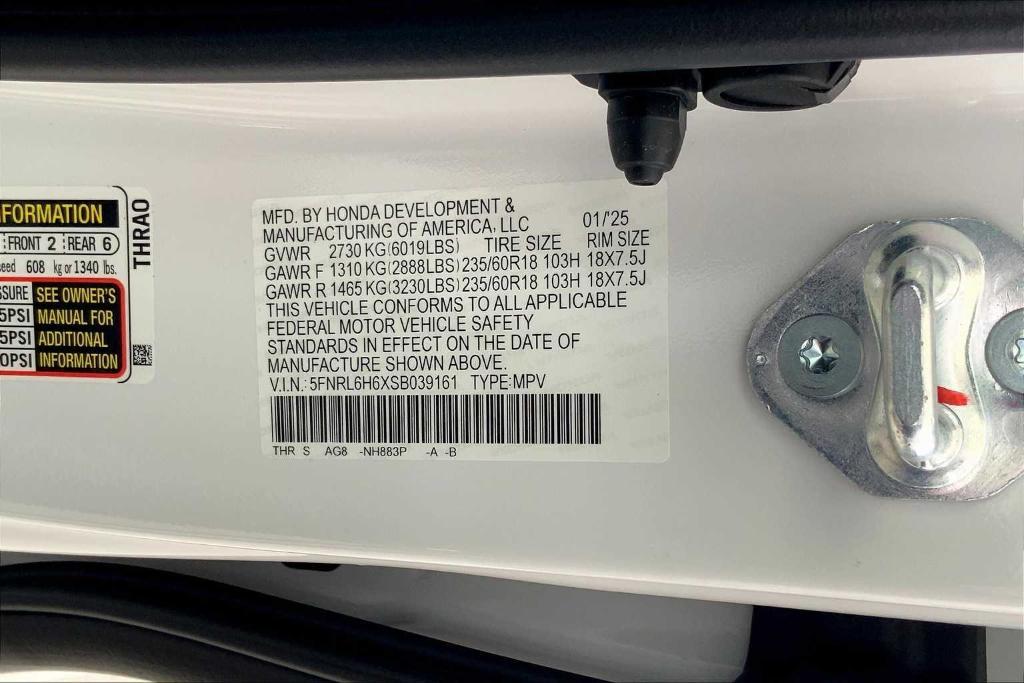 FORMATION
FRONT 2 REAR 6
608 kg or 1340 lbs.
SEE OWNER'S
5PSI MANUAL FOR
5PSI ADDITIONAL
0PSI INFORMATION
THRAO
MFD. BY HONDA DEVELOPMENT &
MANUFACTURING OF AMERICA, LLC 01/'25
GVWR 2730 KG(6019LBS) TIRE SIZE RIM SIZE
GAWR F 1310 KG(2888LBS) 235/60R18 103H 18X7.5J
GAWR R 1465 KG(3230LBS) 235/60R18 103H 18X7.5J
THIS VEHICLE CONFORMS TO ALL APPLICABLE
FEDERAL MOTOR VEHICLE SAFETY
STANDARDS IN EFFECT ON THE DATE OF
MANUFACTURE SHOWN ABOVE.
V.I.N.: 5FNRL6H6XSB039161 TYPE:MPV
THR S AG8 -NH883P -A -B